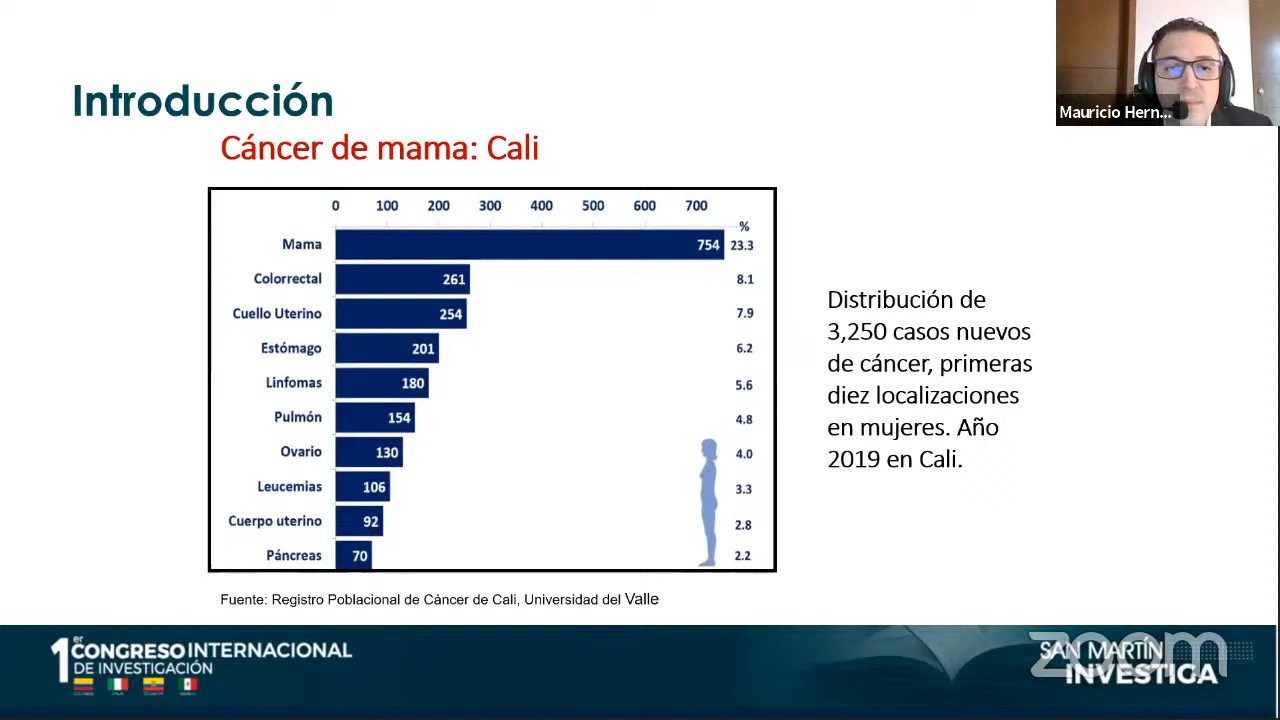 Mauricio Hern...
Introducción
Cáncer de mama: Cali
0 100 200 300 400 500 600 700
%
Mama 754 23.3
Colorrectal 261 8.1
Cuello Uterino 254 7.9
Estómago 201 6.2
Linfomas 180 5.6
Pulmón 154 4.8
Ovario 130 4.0
Leucemias 106 3.3
Cuerpo uterino 92 2.8
Páncreas 70 2.2
Distribución de
3,250 casos nuevos
de cáncer, primeras
diez localizaciones
en mujeres. Año
2019 en Cali.
Fuente: Registro Poblacional de Cáncer de Cali, Universidad del Valle
1er CONGRESO INTERNACIONAL
DE INVESTIGACIÓN
SAN MARTÍN
INVESTIGA
zoom